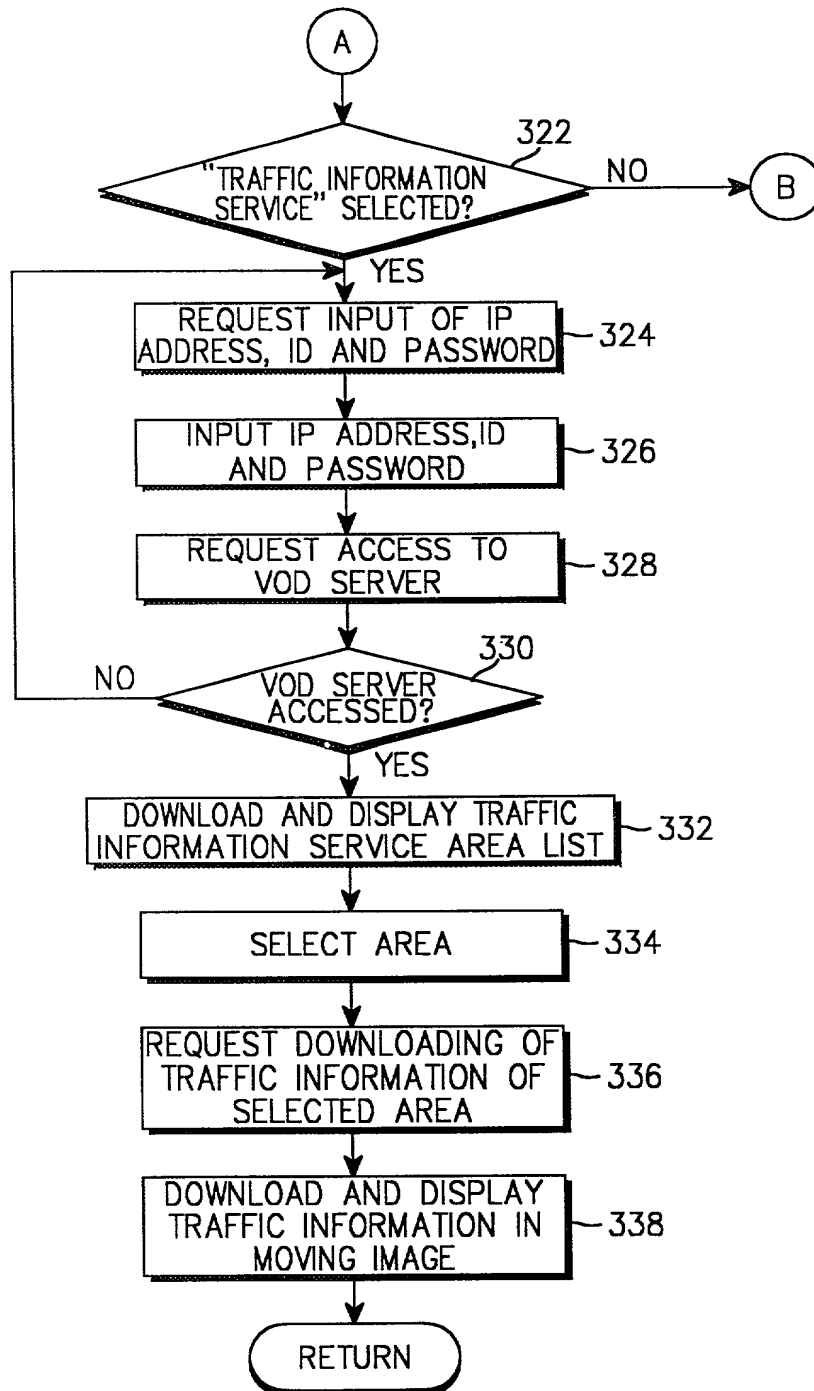 A
322
"TRAFFIC INFORMATION
SERVICE" SELECTED?
NO
B
YES
REQUEST INPUT OF IP
ADDRESS, ID AND PASSWORD
324
INPUT IP ADDRESS,ID
AND PASSWORD
326
REQUEST ACCESS TO
VOD SERVER
328
330
NO
VOD SERVER
ACCESSED?
YES
DOWNLOAD AND DISPLAY TRAFFIC
INFORMATION SERVICE AREA LIST
332
SELECT AREA
334
REQUEST DOWNLOADING OF
TRAFFIC INFORMATION OF
SELECTED AREA
336
DOWNLOAD AND DISPLAY
TRAFFIC INFORMATION IN
MOVING IMAGE
338
RETURN